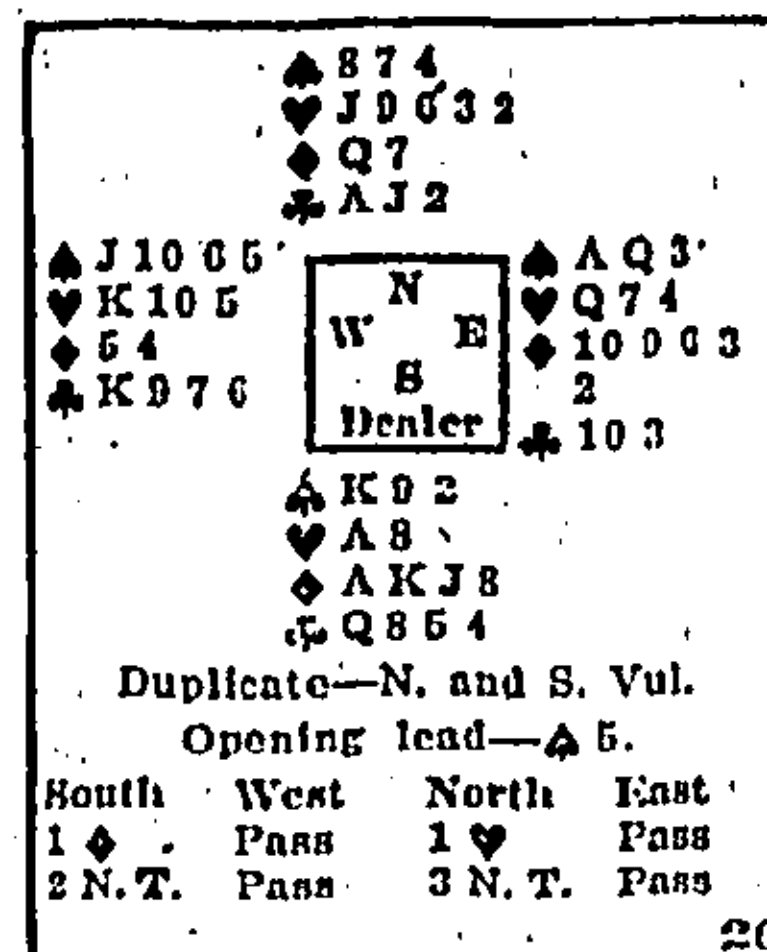 ♠ 8 7 4
♥ J 9 6 3 2
♦ Q 7
♣ A J 2
♠ J 10 6 5
♥ K 10 5
♦ 5 4
♣ K 9 7 6
N
W E
S
Dealer
♠ A Q 3
♥ Q 7 4
♦ 10 9 6 3
2
♣ 10 3
♠ K 9 2
♥ A 8
♦ A K J 8
♣ Q 8 5 4
Duplicate—N. and S. Vul.
Opening lead—♠ 5.
South West North East
1 ♦ Pass 1 ♥ Pass
2 N.T. Pass 3 N.T. Pass